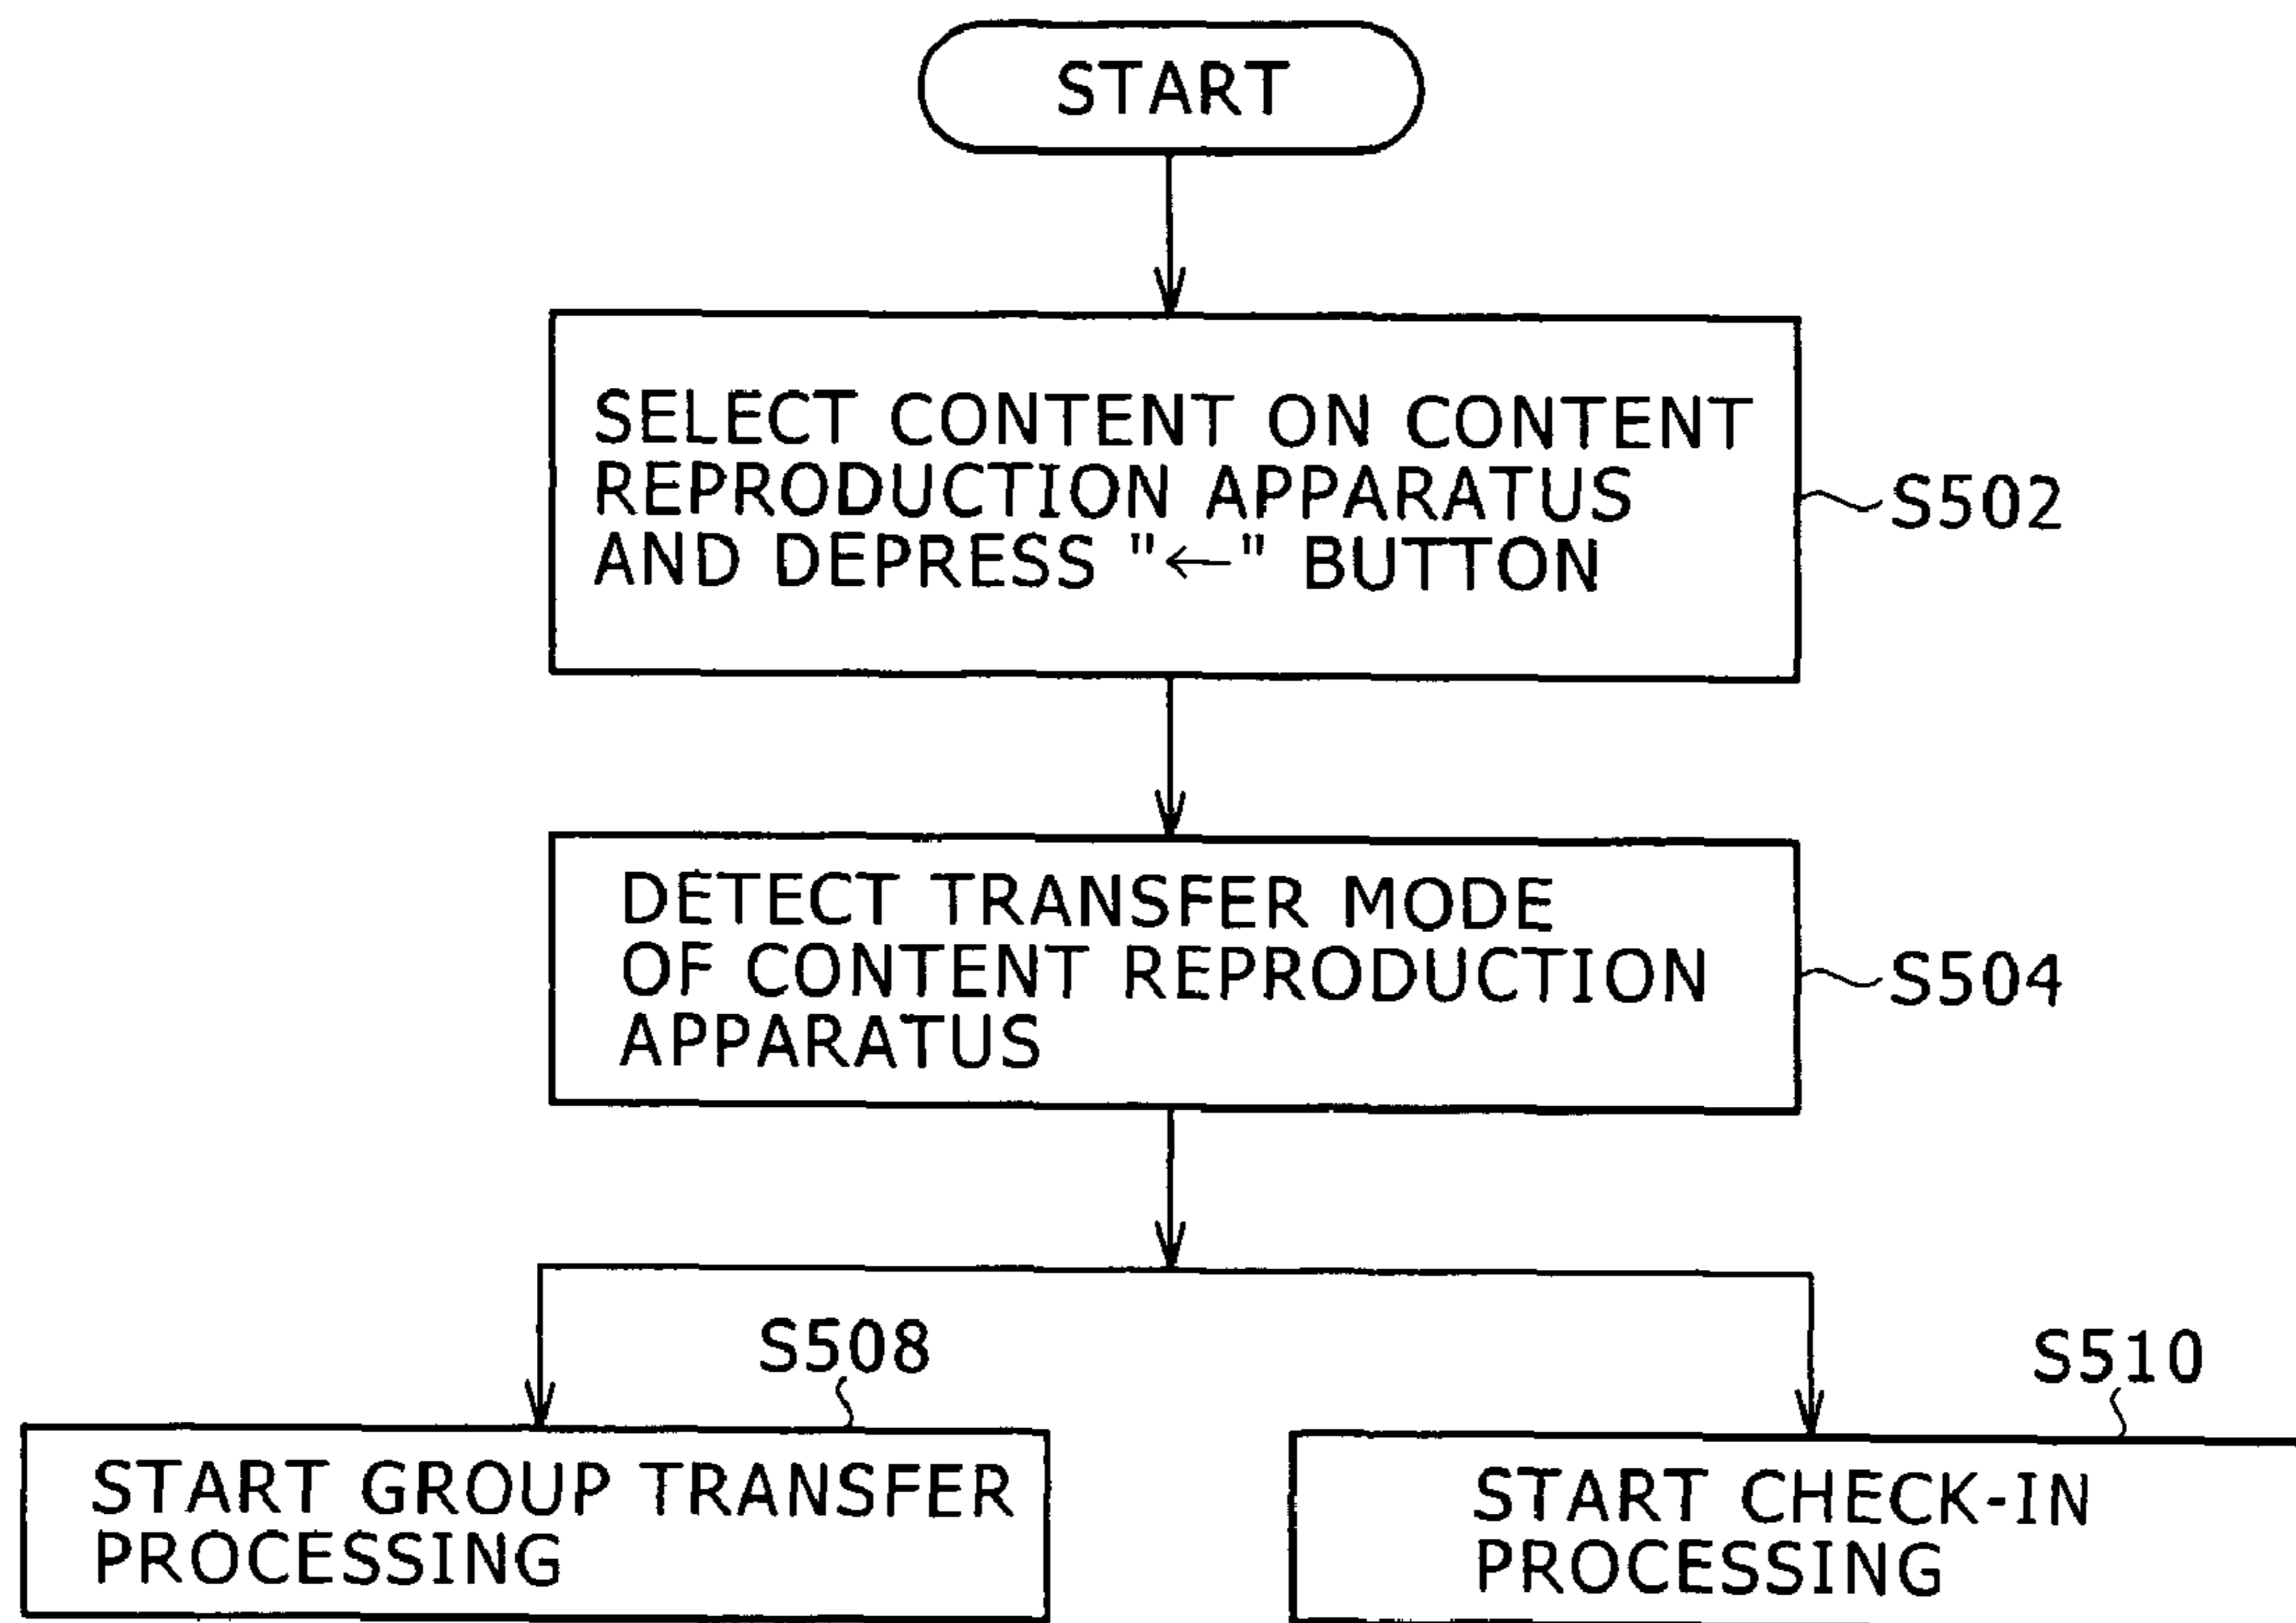 START
SELECT CONTENT ON CONTENT
REPRODUCTION APPARATUS
AND DEPRESS "←" BUTTON
S502
DETECT TRANSFER MODE
OF CONTENT REPRODUCTION
APPARATUS
S504
S508
S510
START GROUP TRANSFER
PROCESSING
START CHECK-IN
PROCESSING